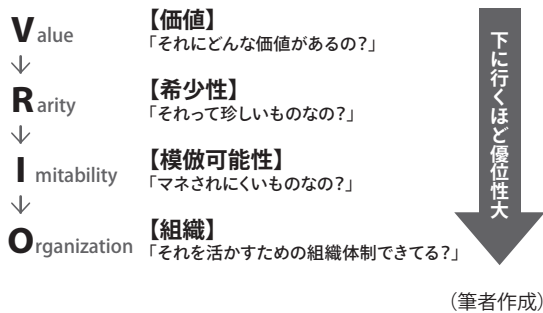 Value
【価値】
「それにどんな価値があるの？」
Rarity
【希少性】
「それって珍しいものなの？」
Imitability
【模倣可能性】
「マネされにくいものなの？」
Organization
【組織】
「それを活かすための組織体制できてる？」
下に行くほど優位性大
（筆者作成）